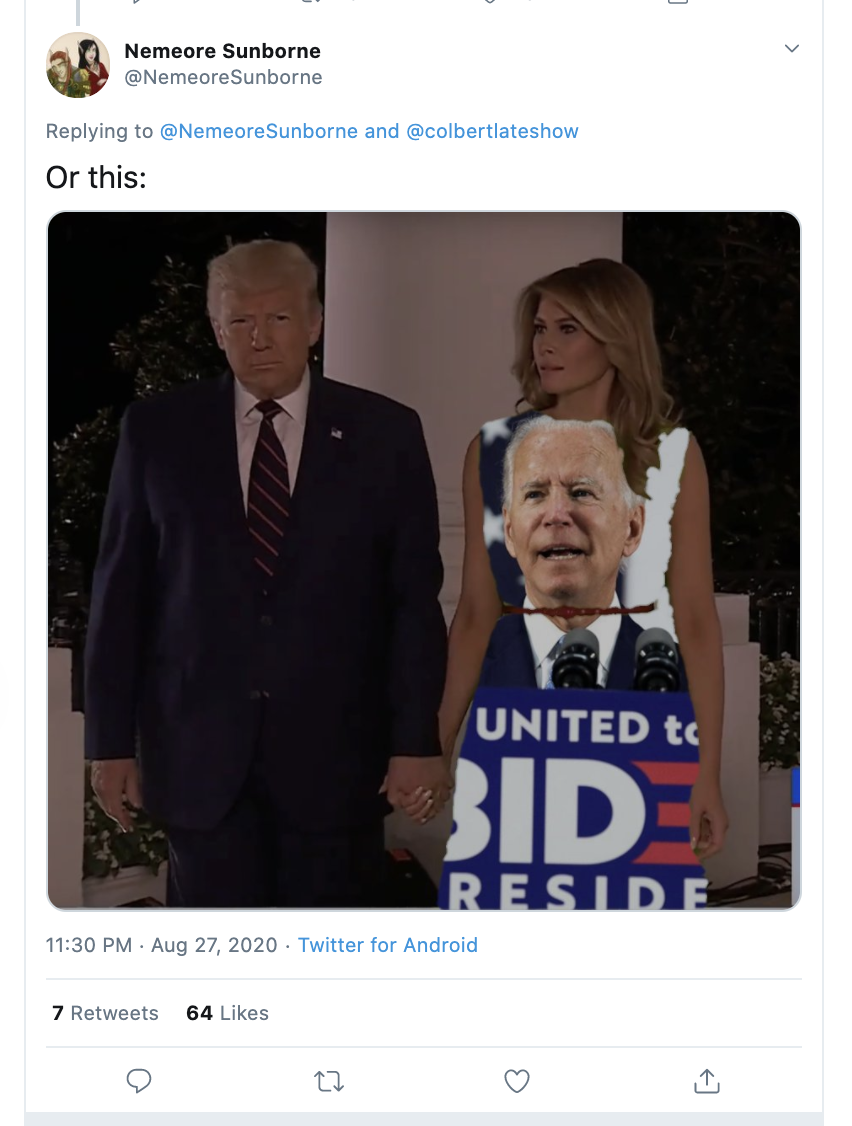 Nemeore Sunborne
@NemeoreSunborne
Replying to @NemeoreSunborne and @colbertlateshow
Or this:
UNITED to
BIDE
RESIDE
11:30 PM · Aug 27, 2020 · Twitter for Android
7 Retweets 64 Likes